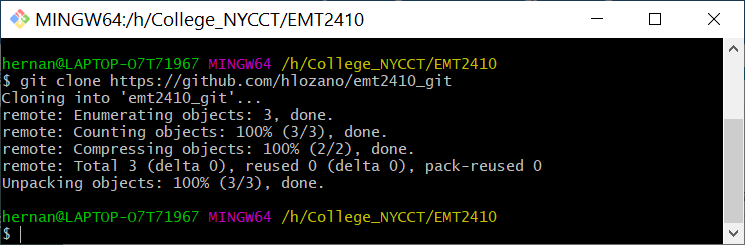 MINGW64:/h/College_NYCCT/EMT2410
hernan@LAPTOP-O7T71967 MINGW64 /h/College_NYCCT/EMT2410
$ git clone https://github.com/hlozano/emt2410_git
Cloning into 'emt2410_git'...
remote: Enumerating objects: 3, done.
remote: Counting objects: 100% (3/3), done.
remote: Compressing objects: 100% (2/2), done.
remote: Total 3 (delta 0), reused 0 (delta 0), pack-reused 0
Unpacking objects: 100% (3/3), done.
hernan@LAPTOP-O7T71967 MINGW64 /h/College_NYCCT/EMT2410
$